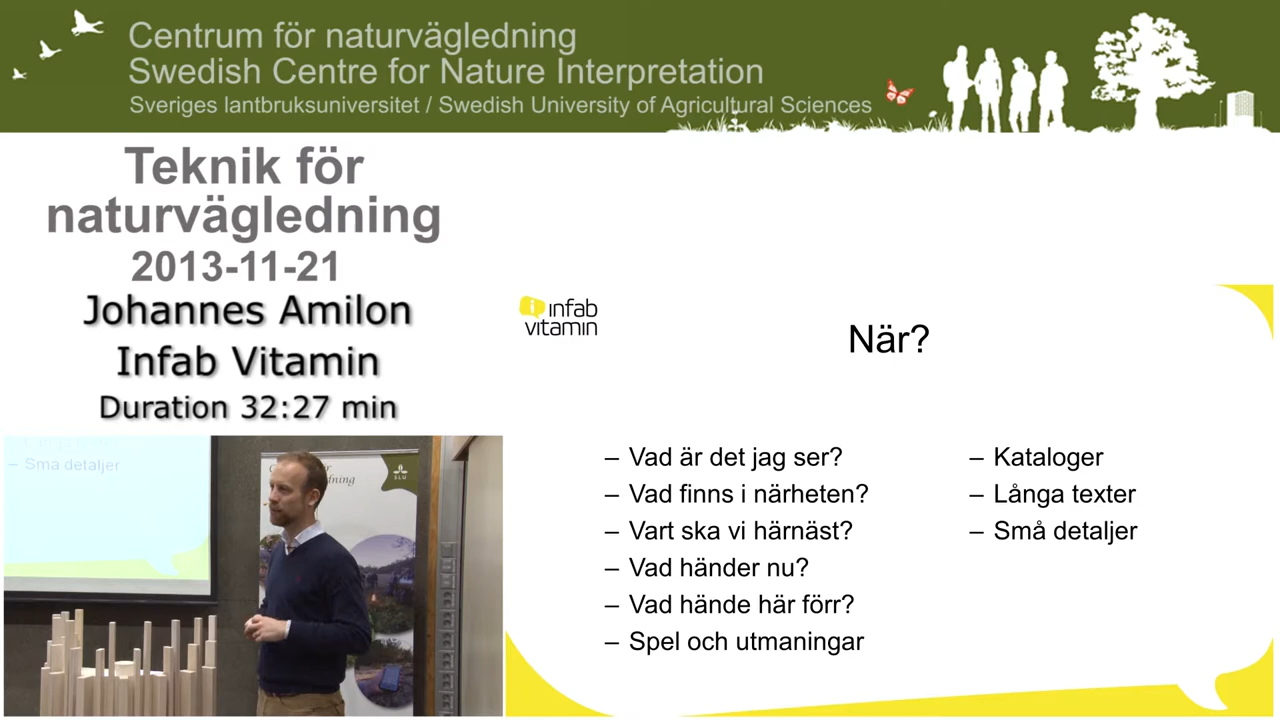 Centrum för naturvägledning
Swedish Centre for Nature Interpretation
Sveriges lantbruksuniversitet / Swedish University of Agricultural Sciences
Teknik för
naturvägledning
2013-11-21
Johannes Amilon
Infab Vitamin
Duration 32:27 min
infab
vitamin
När?
– Vad är det jag ser?
– Vad finns i närheten?
– Vart ska vi härnäst?
– Vad händer nu?
– Vad hände här förr?
– Spel och utmaningar
– Kataloger
– Långa texter
– Små detaljer
– Små detaljer
SLU